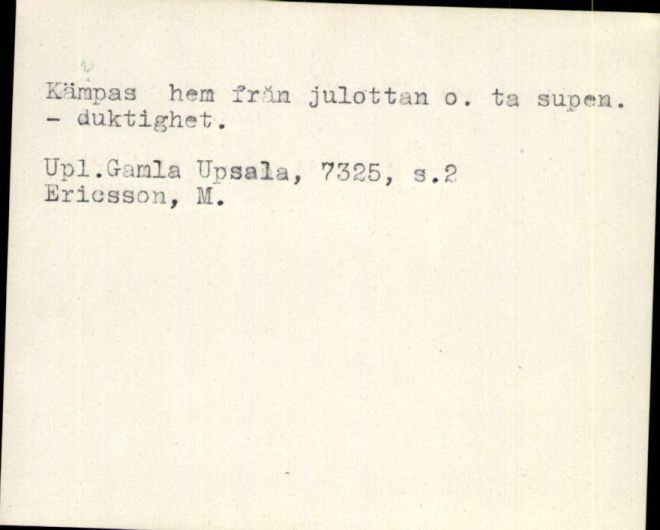 Kämpas hem från julottan o. ta supen.
- duktighet.
Upl.Gamla Upsala, 7325, s.2
Ericsson, M.